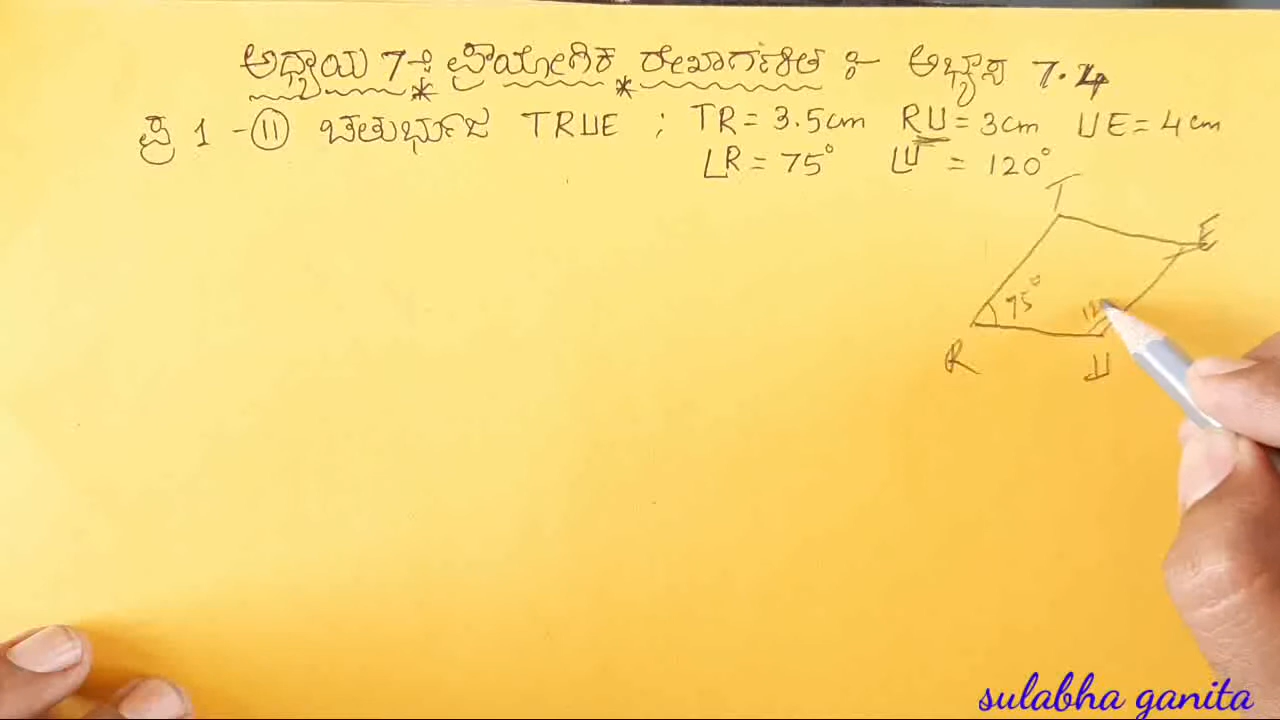 ಅಧ್ಯಾಯ 7 :- ಪ್ರಾಯೋಗಿಕ ರೇಖಾಗಣಿತ :- ಅಭ್ಯಾಸ 7.4
ಪ್ರ 1 - ii ಚತುರ್ಭುಜ TRUE ; TR = 3.5cm RU = 3cm UE = 4cm
∠R = 75° ∠U = 120°
T
E
75°
R U
sulabha ganita